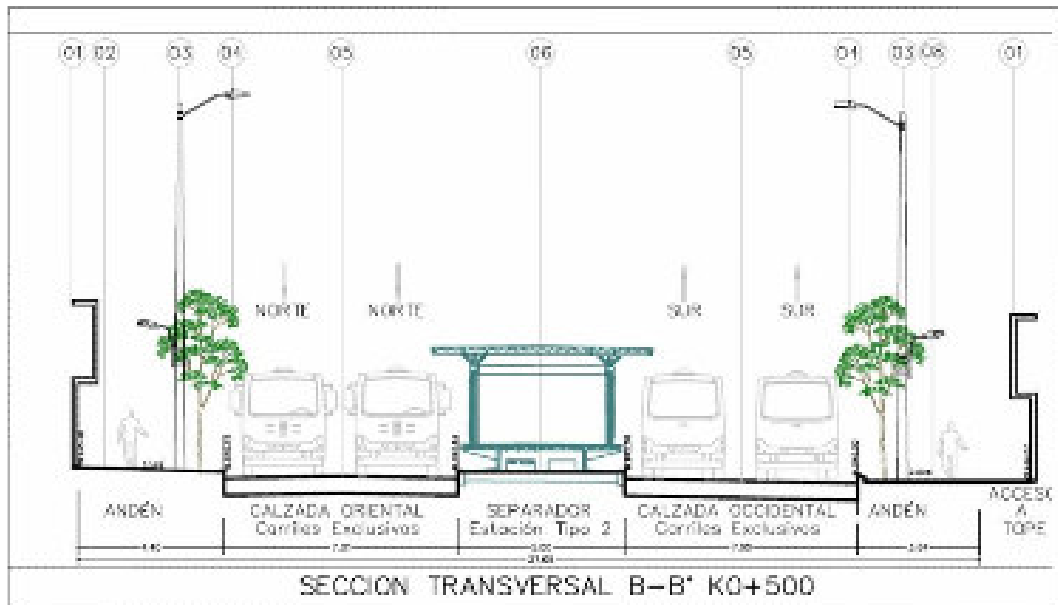 01 02 03 04 05 06 05 04 03 08 01
NORTE NORTE SUR SUR
ANDÉN CALZADA ORIENTAL SEPARADOR CALZADA OCCIDENTAL ANDÉN ACCESO
Carriles Exclusivos Estación Tipo 2 Carriles Exclusivos A
TOPE
SECCION TRANSVERSAL B-B' K0+500